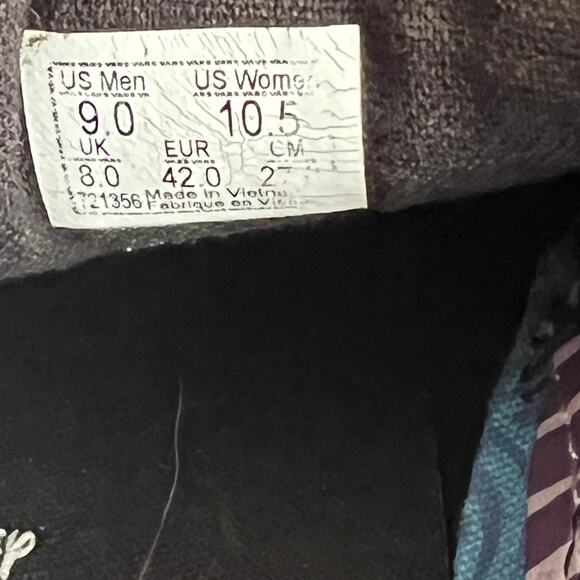 US Men US Women
9.0 10.5
UK EUR CM
8.0 42.0
721356 Made in Vietnam
Fabrique en